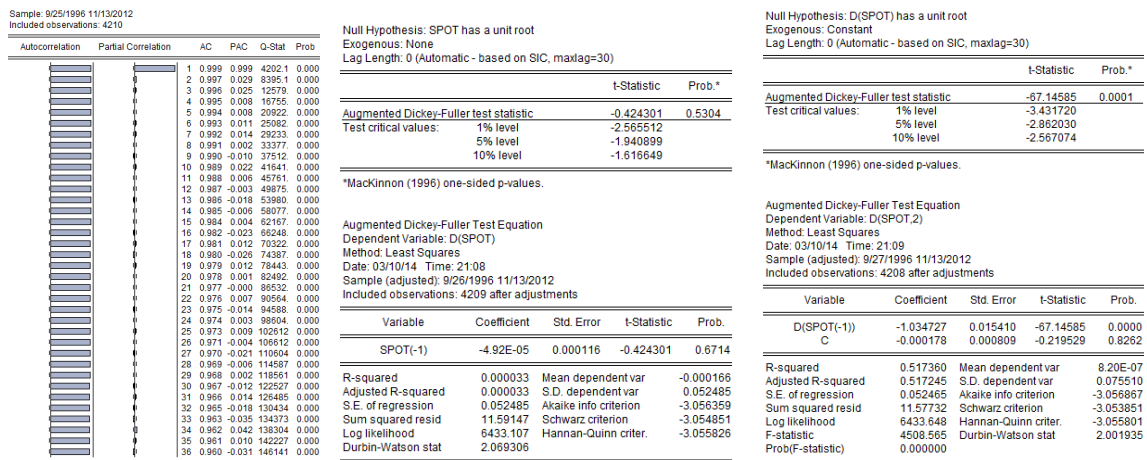 Sample: 9/25/1996 11/13/2012
Included observations: 4210
Autocorrelation Partial Correlation AC PAC Q-Stat Prob
1 0.999 0.999 4202.1 0.000
2 0.997 0.029 8395.1 0.000
3 0.996 0.025 12579. 0.000
4 0.995 0.008 16755. 0.000
5 0.994 0.008 20922. 0.000
6 0.993 0.011 25082. 0.000
7 0.992 0.014 29233. 0.000
8 0.991 0.002 33377. 0.000
9 0.990 -0.010 37512. 0.000
10 0.989 0.022 41641. 0.000
11 0.988 0.006 45761. 0.000
12 0.987 -0.003 49875. 0.000
13 0.986 -0.018 53980. 0.000
14 0.985 -0.006 58077. 0.000
15 0.984 0.004 62167. 0.000
16 0.982 -0.023 66248. 0.000
17 0.981 0.012 70322. 0.000
18 0.980 -0.026 74387. 0.000
19 0.979 0.012 78443. 0.000
20 0.978 0.001 82492. 0.000
21 0.977 -0.000 86532. 0.000
22 0.976 0.007 90564. 0.000
23 0.975 -0.014 94588. 0.000
24 0.974 0.003 98604. 0.000
25 0.973 0.009 102612 0.000
26 0.971 -0.004 106612 0.000
27 0.970 -0.021 110604 0.000
28 0.969 -0.006 114587 0.000
29 0.968 0.002 118561 0.000
30 0.967 -0.012 122527 0.000
31 0.966 0.014 126485 0.000
32 0.965 -0.018 130434 0.000
33 0.963 -0.035 134373 0.000
34 0.962 0.042 138304 0.000
35 0.961 0.010 142227 0.000
36 0.960 -0.031 146141 0.000
Null Hypothesis: SPOT has a unit root
Exogenous: None
Lag Length: 0 (Automatic - based on SIC, maxlag=30)
t-Statistic Prob.*
Augmented Dickey-Fuller test statistic -0.424301 0.5304
Test critical values: 1% level -2.565512
5% level -1.940899
10% level -1.616649
*MacKinnon (1996) one-sided p-values.
Augmented Dickey-Fuller Test Equation
Dependent Variable: D(SPOT)
Method: Least Squares
Date: 03/10/14 Time: 21:08
Sample (adjusted): 9/26/1996 11/13/2012
Included observations: 4209 after adjustments
Variable Coefficient Std. Error t-Statistic Prob.
SPOT(-1) -4.92E-05 0.000116 -0.424301 0.6714
R-squared 0.000033 Mean dependent var -0.000166
Adjusted R-squared 0.000033 S.D. dependent var 0.052485
S.E. of regression 0.052485 Akaike info criterion -3.056359
Sum squared resid 11.59147 Schwarz criterion -3.054851
Log likelihood 6433.107 Hannan-Quinn criter. -3.055826
Durbin-Watson stat 2.069306
Null Hypothesis: D(SPOT) has a unit root
Exogenous: Constant
Lag Length: 0 (Automatic - based on SIC, maxlag=30)
t-Statistic Prob.*
Augmented Dickey-Fuller test statistic -67.14585 0.0001
Test critical values: 1% level -3.431720
5% level -2.862030
10% level -2.567074
*MacKinnon (1996) one-sided p-values.
Augmented Dickey-Fuller Test Equation
Dependent Variable: D(SPOT,2)
Method: Least Squares
Date: 03/10/14 Time: 21:09
Sample (adjusted): 9/27/1996 11/13/2012
Included observations: 4208 after adjustments
Variable Coefficient Std. Error t-Statistic Prob.
D(SPOT(-1)) -1.034727 0.015410 -67.14585 0.0000
C -0.000178 0.000809 -0.219529 0.8262
R-squared 0.517360 Mean dependent var 8.20E-07
Adjusted R-squared 0.517245 S.D. dependent var 0.075510
S.E. of regression 0.052465 Akaike info criterion -3.056867
Sum squared resid 11.57732 Schwarz criterion -3.053851
Log likelihood 6433.648 Hannan-Quinn criter. -3.055801
F-statistic 4508.565 Durbin-Watson stat 2.001935
Prob(F-statistic) 0.000000